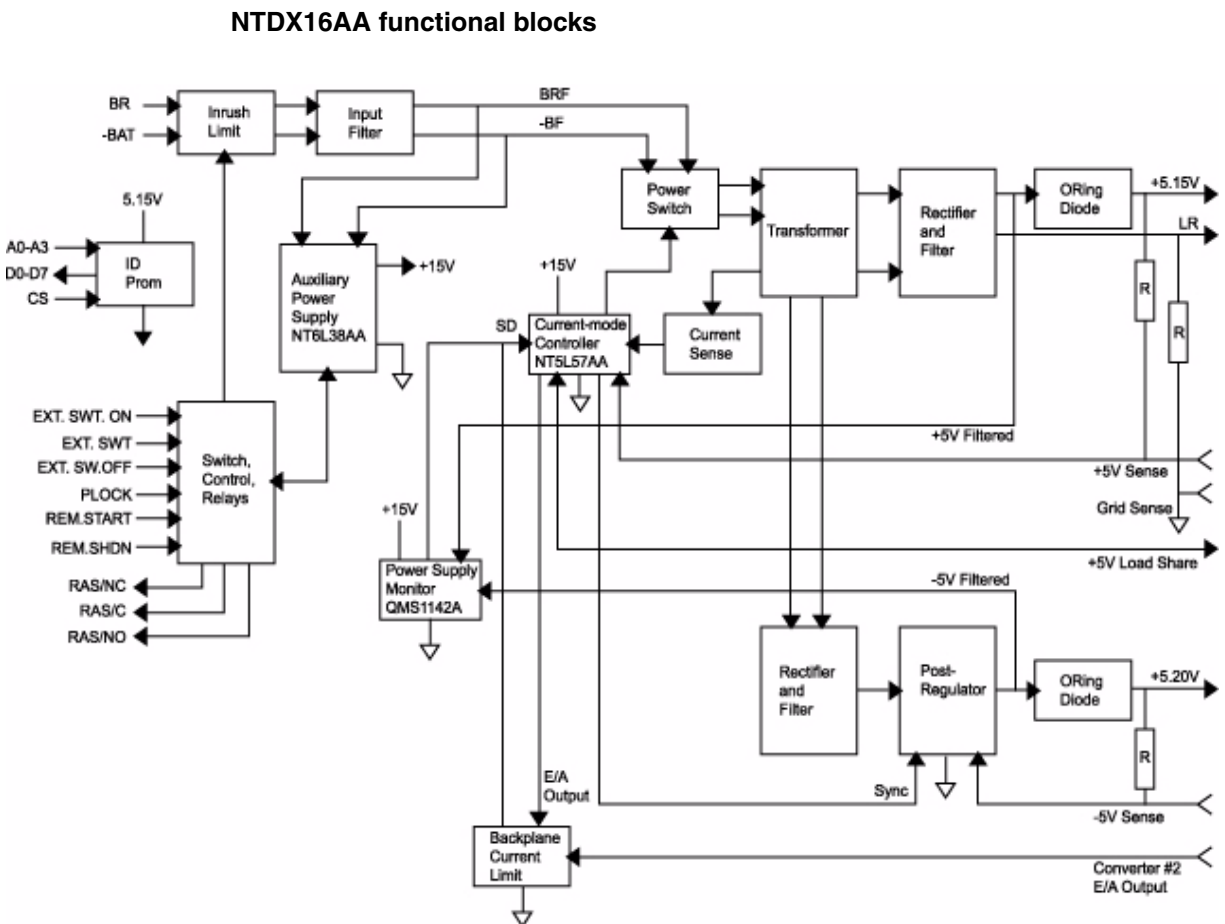 NTDX16AA functional blocks
BR
-BAT
Inrush
Limit
Input
Filter
BRF
-BF
Power
Switch
Transformer
Rectifier
and
Filter
ORing
Diode
+5.15V
LR
R
R
5.15V
A0-A3
D0-D7
CS
ID
Prom
Auxiliary
Power
Supply
NT6L38AA
+15V
+15V
SD
Current-mode
Controller
NT5L57AA
Current
Sense
+5V Filtered
+5V Sense
Grid Sense
+5V Load Share
EXT. SWT. ON
EXT. SWT
EXT. SW.OFF
PLOCK
REM.START
REM.SHDN
RAS/NC
RAS/C
RAS/NO
Switch,
Control,
Relays
+15V
Power Supply
Monitor
QMS1142A
-5V Filtered
Rectifier
and
Filter
Post-
Regulator
ORing
Diode
+5.20V
R
E/A
Output
Sync
-5V Sense
Backplane
Current
Limit
Converter #2
E/A Output